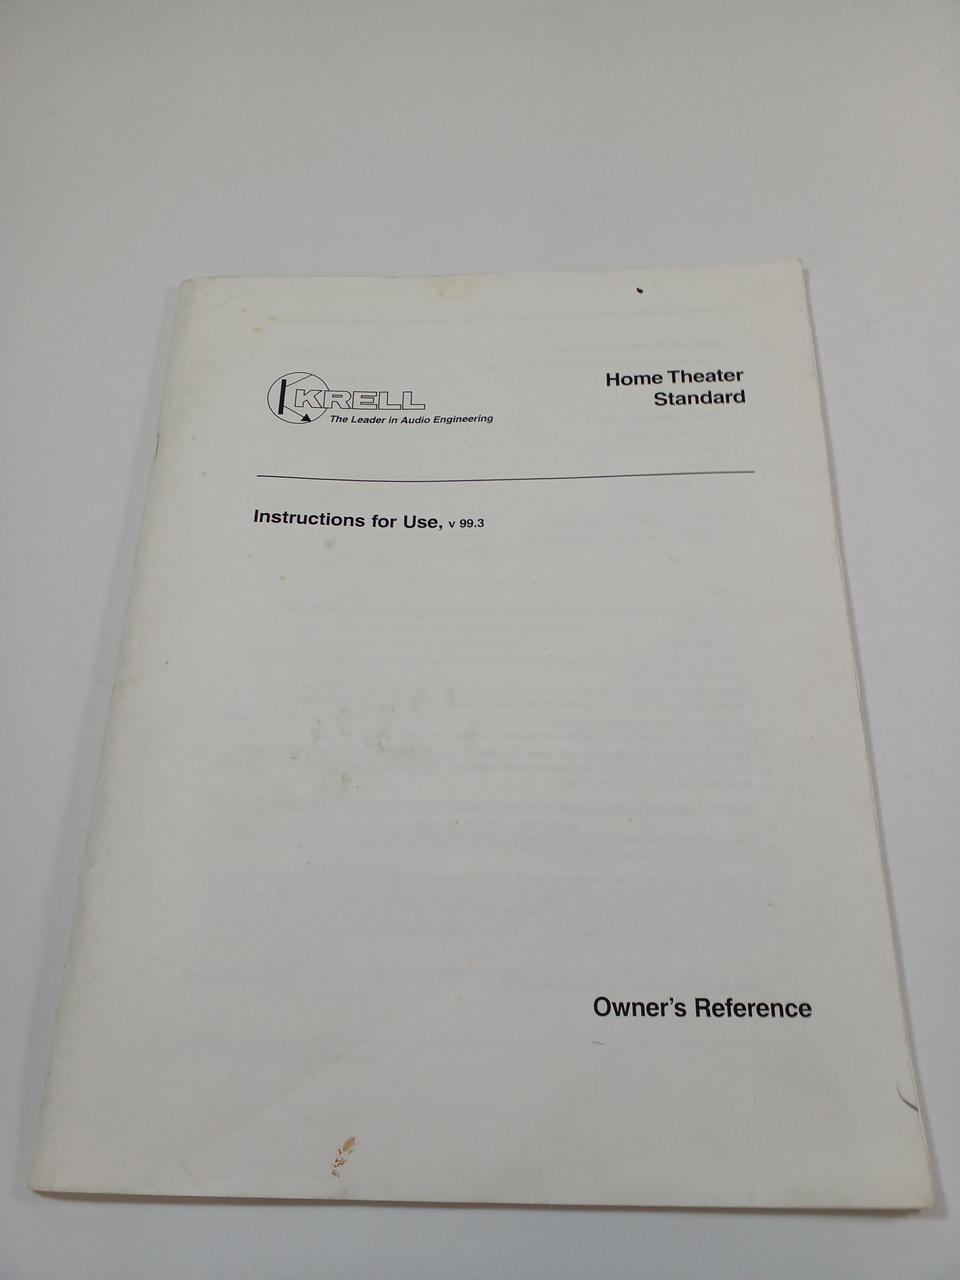 KRELL
The Leader in Audio Engineering
Home Theater
Standard
Instructions for Use, v 99.3
Owner's Reference